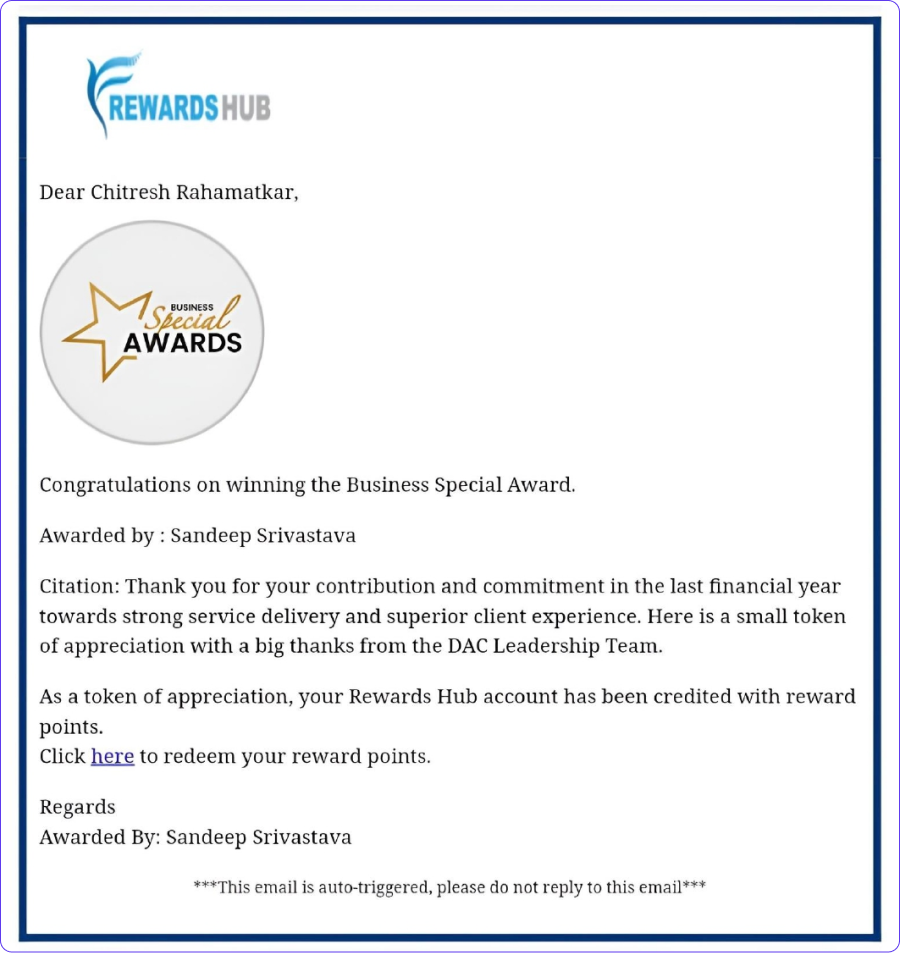 REWARDS HUB
Dear Chitresh Rahamatkar,
BUSINESS
Special
AWARDS
Congratulations on winning the Business Special Award.
Awarded by : Sandeep Srivastava
Citation: Thank you for your contribution and commitment in the last financial year
towards strong service delivery and superior client experience. Here is a small token
of appreciation with a big thanks from the DAC Leadership Team.
As a token of appreciation, your Rewards Hub account has been credited with reward
points.
Click here to redeem your reward points.
Regards
Awarded By: Sandeep Srivastava
***This email is auto-triggered, please do not reply to this email***